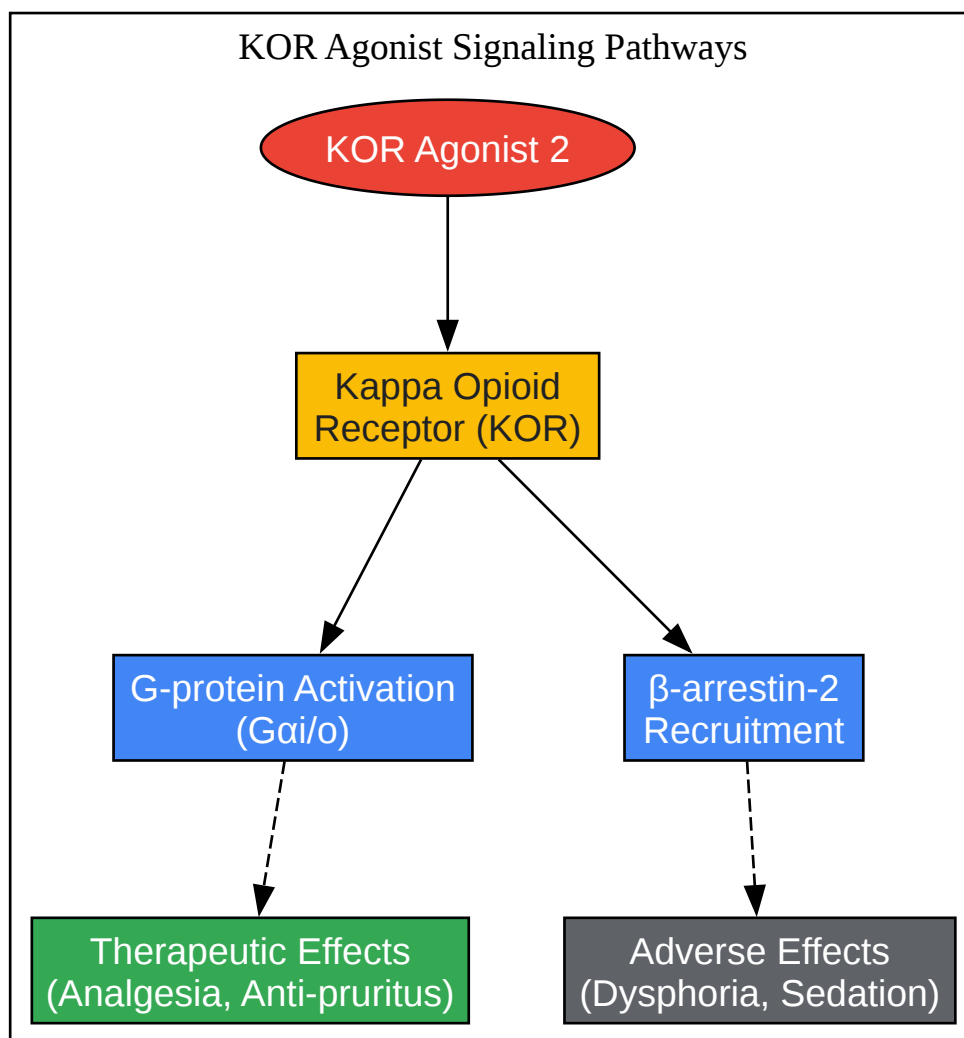 KOR Agonist Signaling Pathways
KOR Agonist 2
Kappa Opioid
Receptor (KOR)
G-protein Activation
(Gαi/o)
β-arrestin-2
Recruitment
Therapeutic Effects
(Analgesia, Anti-pruritus)
Adverse Effects
(Dysphoria, Sedation)